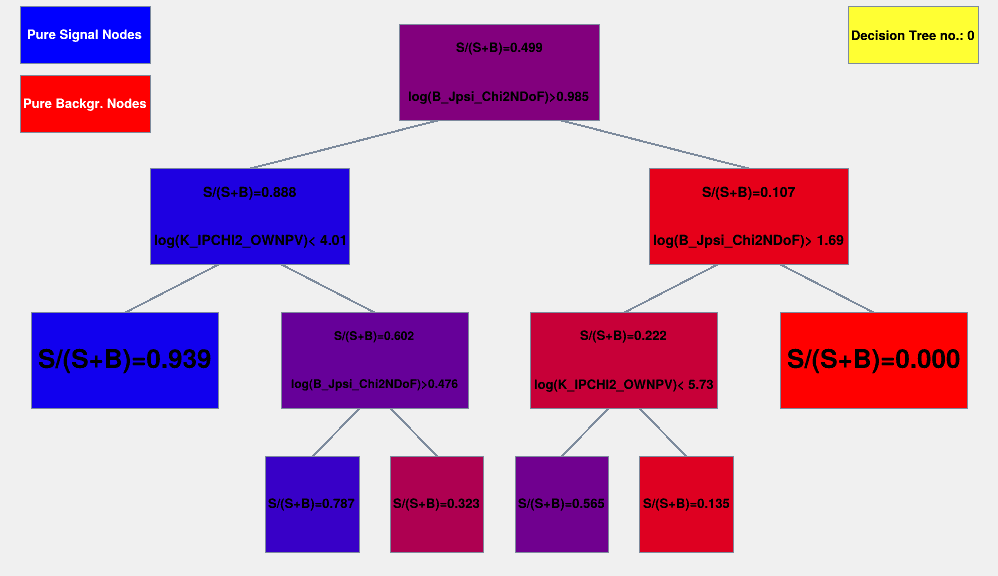 Pure Signal Nodes
Pure Backgr. Nodes
Decision Tree no.: 0
S/(S+B)=0.499
log(B_Jpsi_Chi2NDoF)>0.985
S/(S+B)=0.888
log(K_IPCHI2_OWNPV)< 4.01
S/(S+B)=0.107
log(B_Jpsi_Chi2NDoF)> 1.69
S/(S+B)=0.939
S/(S+B)=0.602
log(B_Jpsi_Chi2NDoF)>0.476
S/(S+B)=0.222
log(K_IPCHI2_OWNPV)< 5.73
S/(S+B)=0.000
S/(S+B)=0.787
S/(S+B)=0.323
S/(S+B)=0.565
S/(S+B)=0.135